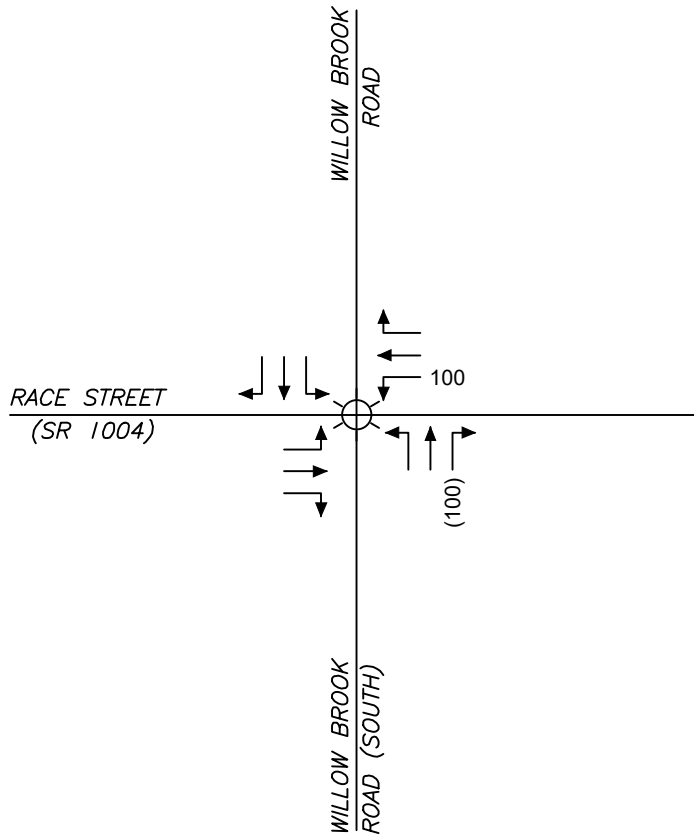 WILLOW BROOK
ROAD
RACE STREET
(SR 1004)
100
(100)
WILLOW BROOK
ROAD (SOUTH)